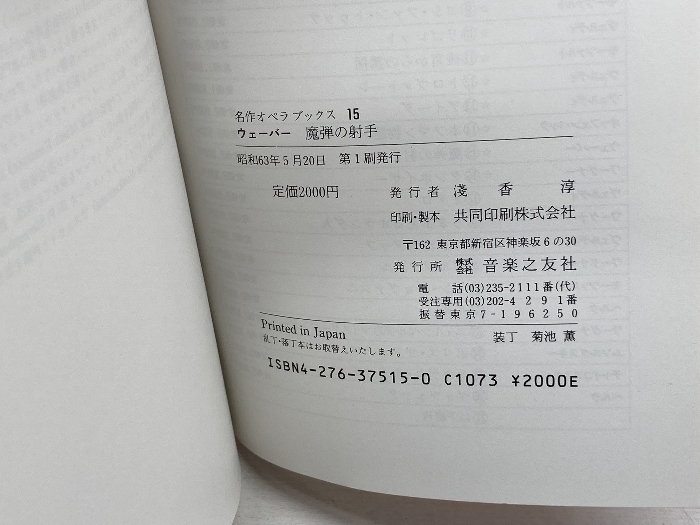 名作オペラブックス 15
ウェーバー 魔弾の射手
昭和63年5月20日 第1刷発行
定価2000円 発行者 淺香 淳
印刷・製本 共同印刷株式会社
〒162 東京都新宿区神楽坂6の30
発行所 株式会社 音楽之友社
電話(03)235-2111番(代)
受注専用(03)202-4291番
振替東京7-196250
Printed in Japan 装丁 菊池 薫
乱丁・落丁本はお取替えいたします。
ISBN4-276-37515-0 C1073 ¥2000E